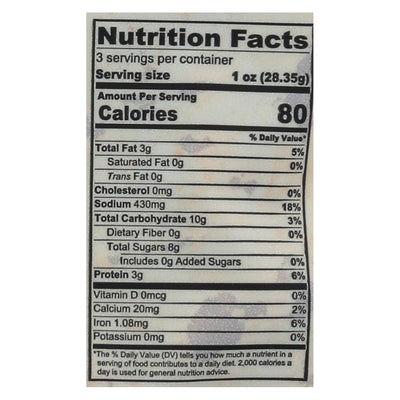 Nutrition Facts
3 servings per container
Serving size 1 oz (28.35g)
Amount Per Serving
Calories 80
% Daily Value*
Total Fat 3g 5%
Saturated Fat 0g 0%
Trans Fat 0g
Cholesterol 0mg 0%
Sodium 430mg 18%
Total Carbohydrate 10g 3%
Dietary Fiber 0g 0%
Total Sugars 8g
Includes 0g Added Sugars 0%
Protein 3g 6%
Vitamin D 0mcg 0%
Calcium 20mg 2%
Iron 1.08mg 6%
Potassium 0mg 0%
*The % Daily Value (DV) tells you how much a nutrient in a
serving of food contributes to a daily diet. 2,000 calories a
day is used for general nutrition advice.